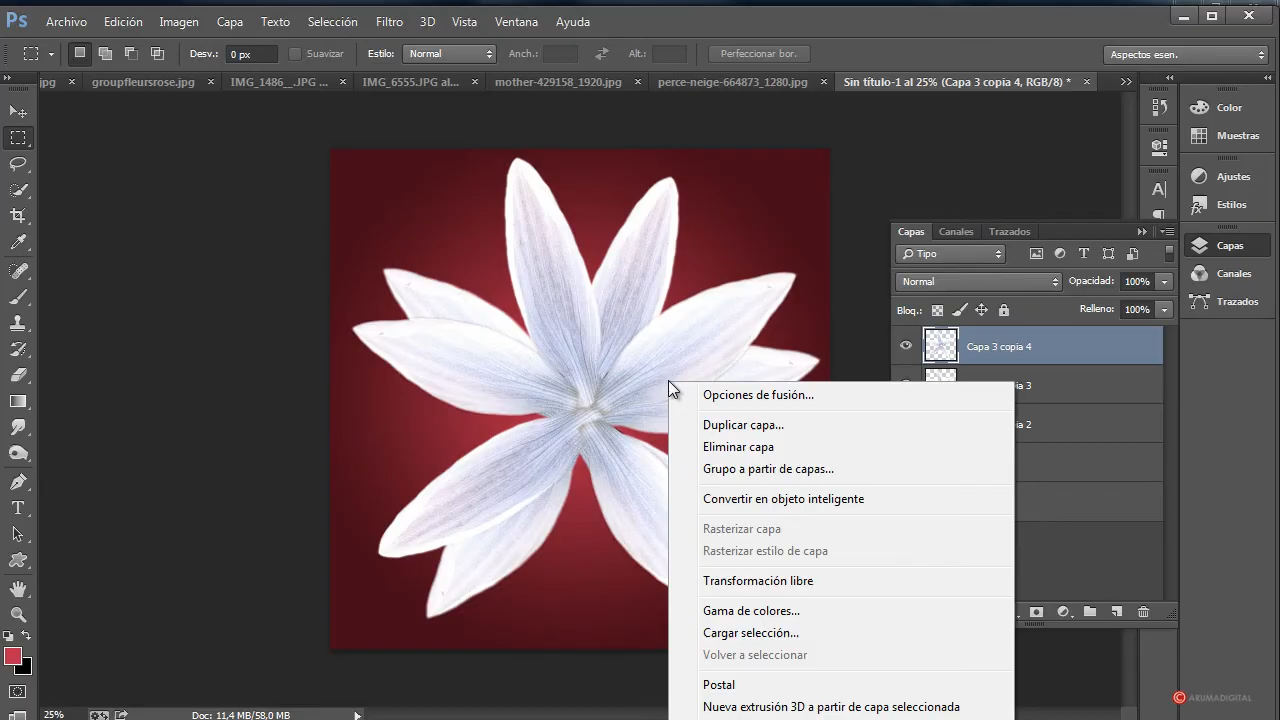 Ps Archivo Edición Imagen Capa Texto Selección Filtro 3D Vista Ventana Ayuda
Desv.: 0 px Suavizar Estilo: Normal Anch.: Alt.: Perfeccionar bor. Aspectos esen.
jpg groupfleursrose.jpg IMG_1486__.JPG ... IMG_6555.JPG al... mother-429158_1920.jpg perce-neige-664873_1280.jpg Sin título-1 al 25% (Capa 3 copia 4, RGB/8) *
Color
Muestras
Ajustes
Estilos
Capas
Canales
Trazados
Capas Canales Trazados
Tipo
Normal Opacidad: 100%
Bloq.: Relleno: 100%
Capa 3 copia 4
3
ia 2
Opciones de fusión...
Duplicar capa...
Eliminar capa
Grupo a partir de capas...
Convertir en objeto inteligente
Rasterizar capa
Rasterizar estilo de capa
Transformación libre
Gama de colores...
Cargar selección...
Volver a seleccionar
Postal
Nueva extrusión 3D a partir de capa seleccionada
25% Doc: 11,4 MB/58,0 MB
© ARUMADIGITAL